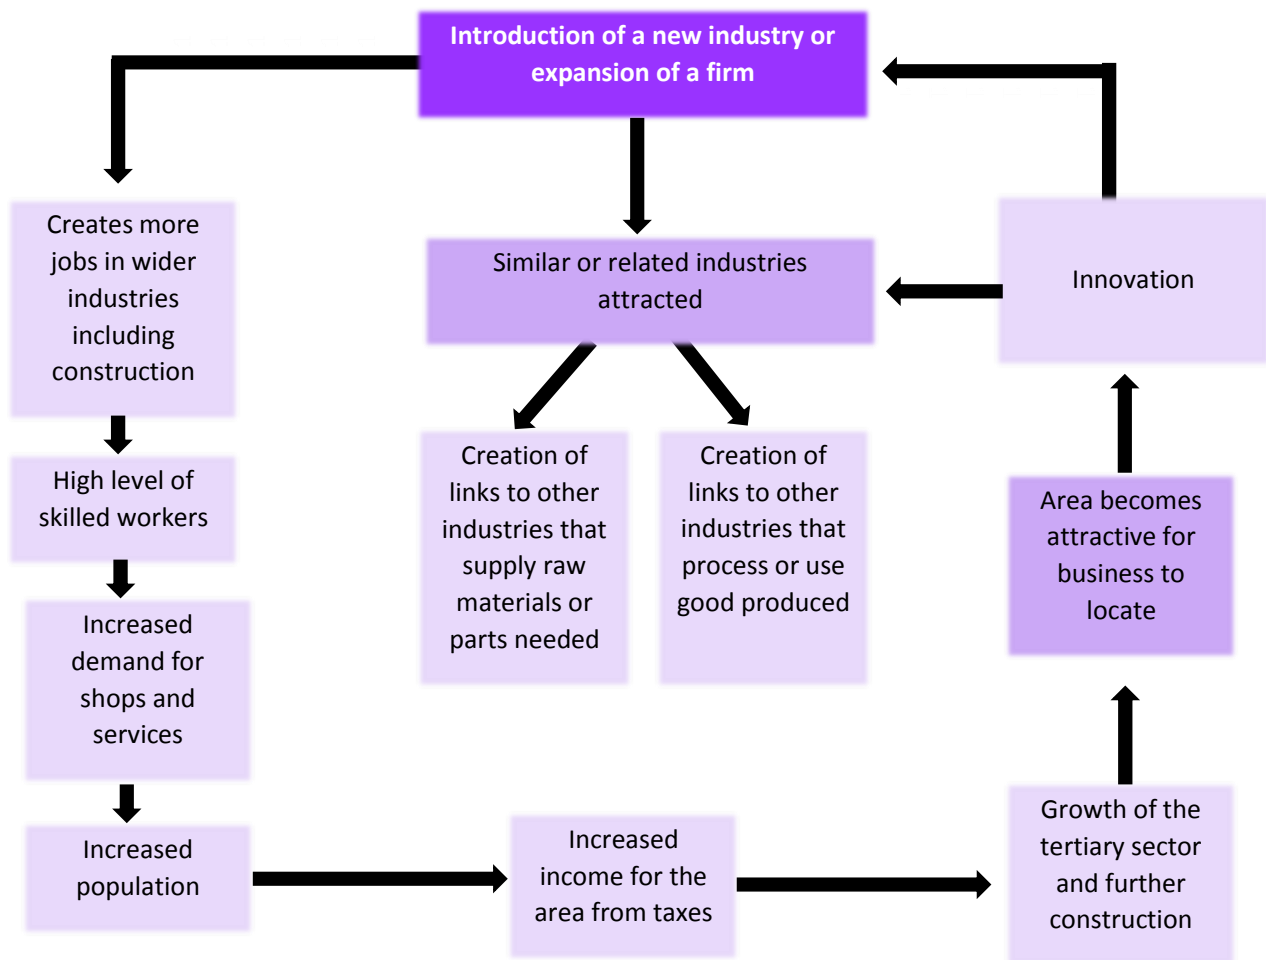 Introduction of a new industry or
expansion of a firm
Creates more
jobs in wider
industries
including
construction
Similar or related industries
attracted
Innovation
High level of
skilled workers
Creation of
links to other
industries that
supply raw
materials or
parts needed
Creation of
links to other
industries that
process or use
good produced
Area becomes
attractive for
business to
locate
Increased
demand for
shops and
services
Increased
population
Increased
income for the
area from taxes
Growth of the
tertiary sector
and further
construction